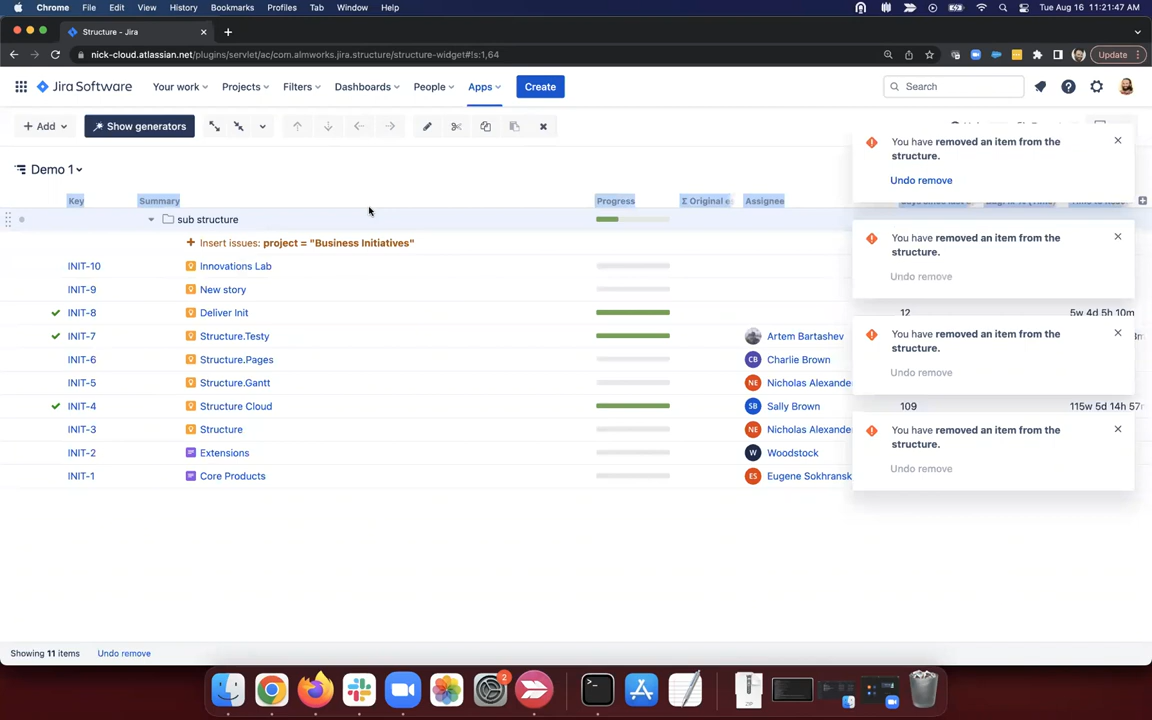 Chrome File Edit View History Bookmarks Profiles Tab Window Help Tue Aug 16 11:21:47 AM
Structure - Jira
nick-cloud.atlassian.net/plugins/servlet/ac/com.almworks.jira.structure/structure-widget#!s:1,64 Update
Jira Software Your work Projects Filters Dashboards People Apps Create Search
+ Add Show generators
Demo 1
Key Summary Progress Σ Original Assignee
sub structure
Insert issues: project = "Business Initiatives"
INIT-10 Innovations Lab
INIT-9 New story
INIT-8 Deliver Init 12 5w 4d 5h 10m
INIT-7 Structure.Testy Artem Bartashev
INIT-6 Structure.Pages CB Charlie Brown
INIT-5 Structure.Gantt NE Nicholas Alexande
INIT-4 Structure Cloud SB Sally Brown 109 115w 5d 14h 57
INIT-3 Structure NE Nicholas Alexande
INIT-2 Extensions W Woodstock
INIT-1 Core Products ES Eugene Sokhransk
You have removed an item from the
structure.
Undo remove
You have removed an item from the
structure.
Undo remove
You have removed an item from the
structure.
Undo remove
You have removed an item from the
structure.
Undo remove
Showing 11 items Undo remove
2
ZIP